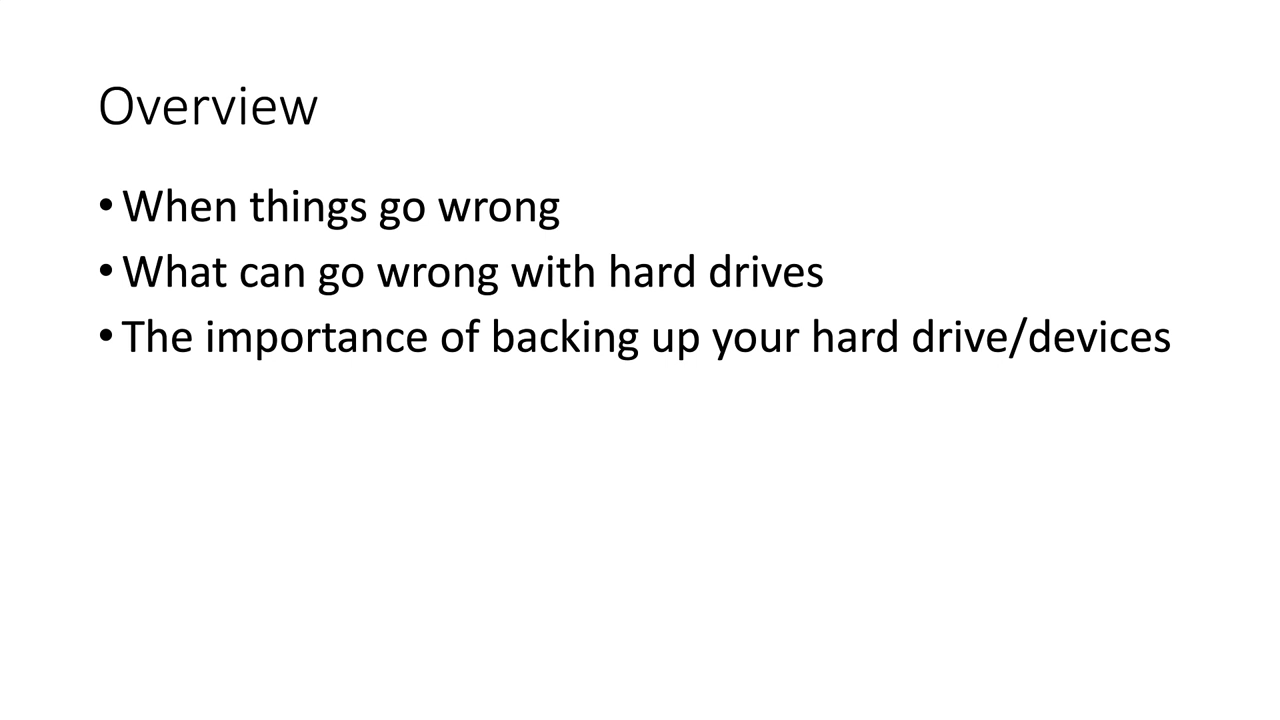 Overview
• When things go wrong
• What can go wrong with hard drives
• The importance of backing up your hard drive/devices